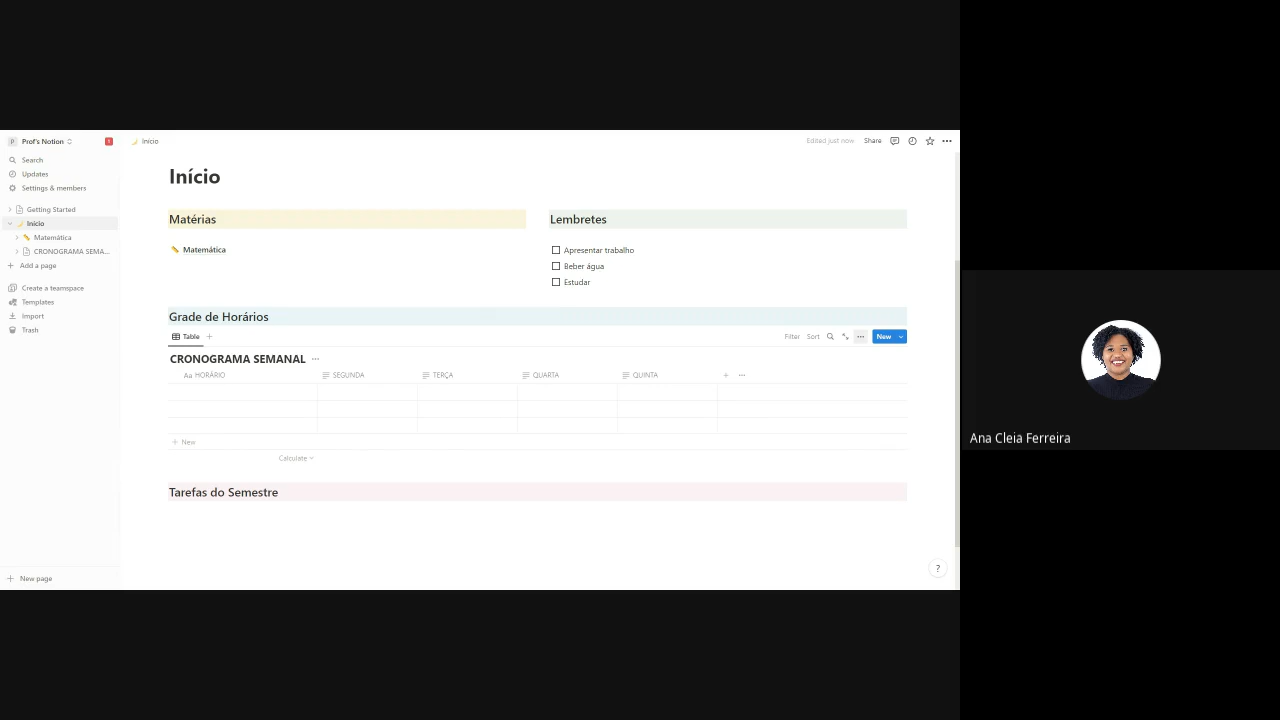 P Prof's Notion
Search
Updates
Settings & members
Getting Started
Início
Matemática
CRONOGRAMA SEMA...
Add a page
Create a teamspace
Templates
Import
Trash
New page
Início
Edited just now Share
Início
Matérias
Matemática
Lembretes
Apresentar trabalho
Beber água
Estudar
Grade de Horários
Table
Filter Sort New
CRONOGRAMA SEMANAL
Aa HORÁRIO SEGUNDA TERÇA QUARTA QUINTA
New
Calculate
Tarefas do Semestre
?
Ana Cleia Ferreira